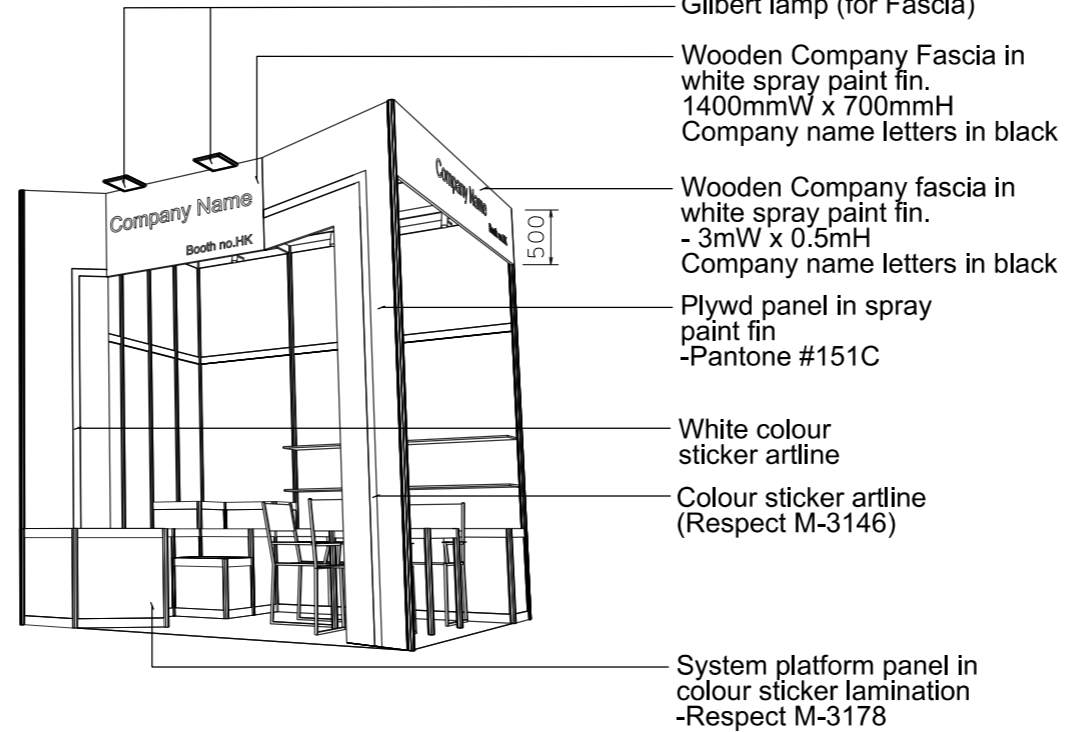 Gilbert lamp (for Fascia)
Wooden Company Fascia in
white spray paint fin.
1400mmW x 700mmH
Company name letters in black
Company Name
Booth no.HK
Company Name
Booth no.HK
500
Wooden Company fascia in
white spray paint fin.
- 3mW x 0.5mH
Company name letters in black
Plywd panel in spray
paint fin
-Pantone #151C
White colour
sticker artline
Colour sticker artline
(Respect M-3146)
System platform panel in
colour sticker lamination
-Respect M-3178